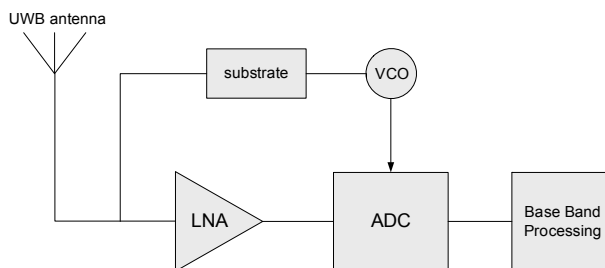 UWB antenna
substrate
VCO
LNA
ADC
Base Band
Processing